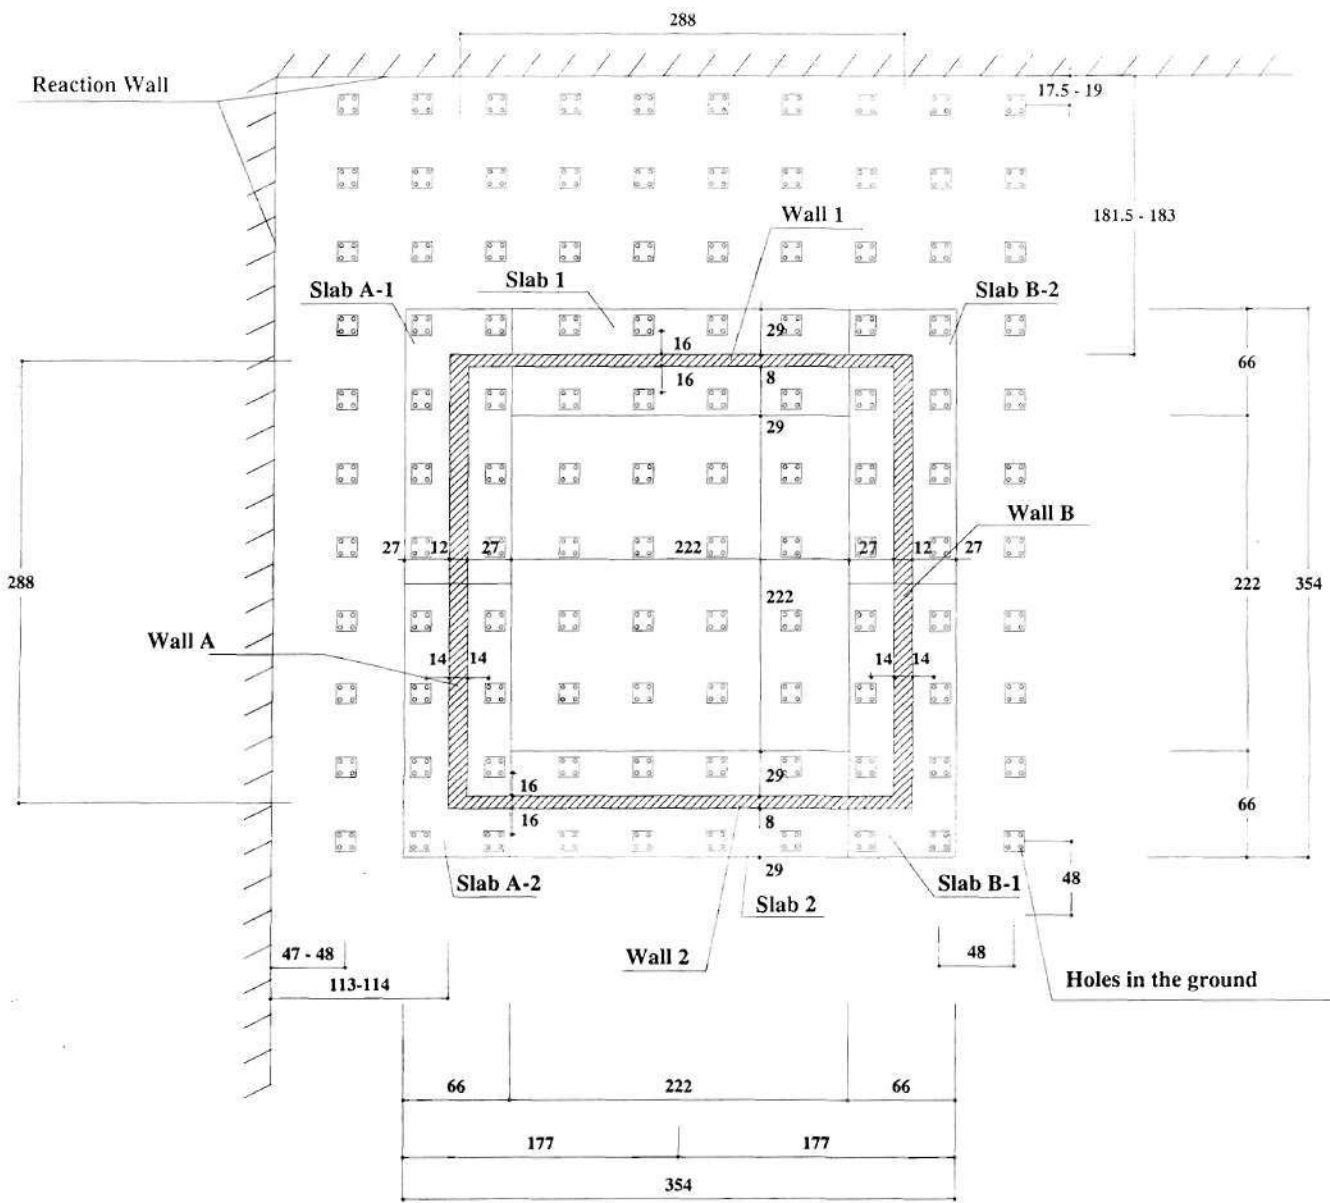 288
Reaction Wall
17.5 - 19
Wall 1
181.5 - 183
Slab A-1
Slab 1
Slab B-2
16
29
16
8
66
29
Wall B
27
12
27
222
27
12
27
288
222
222
354
Wall A
14
14
14
14
16
29
16
8
66
29
Slab A-2
Slab B-1
48
Slab 2
47 - 48
Wall 2
48
113-114
Holes in the ground
66
222
66
177
177
354